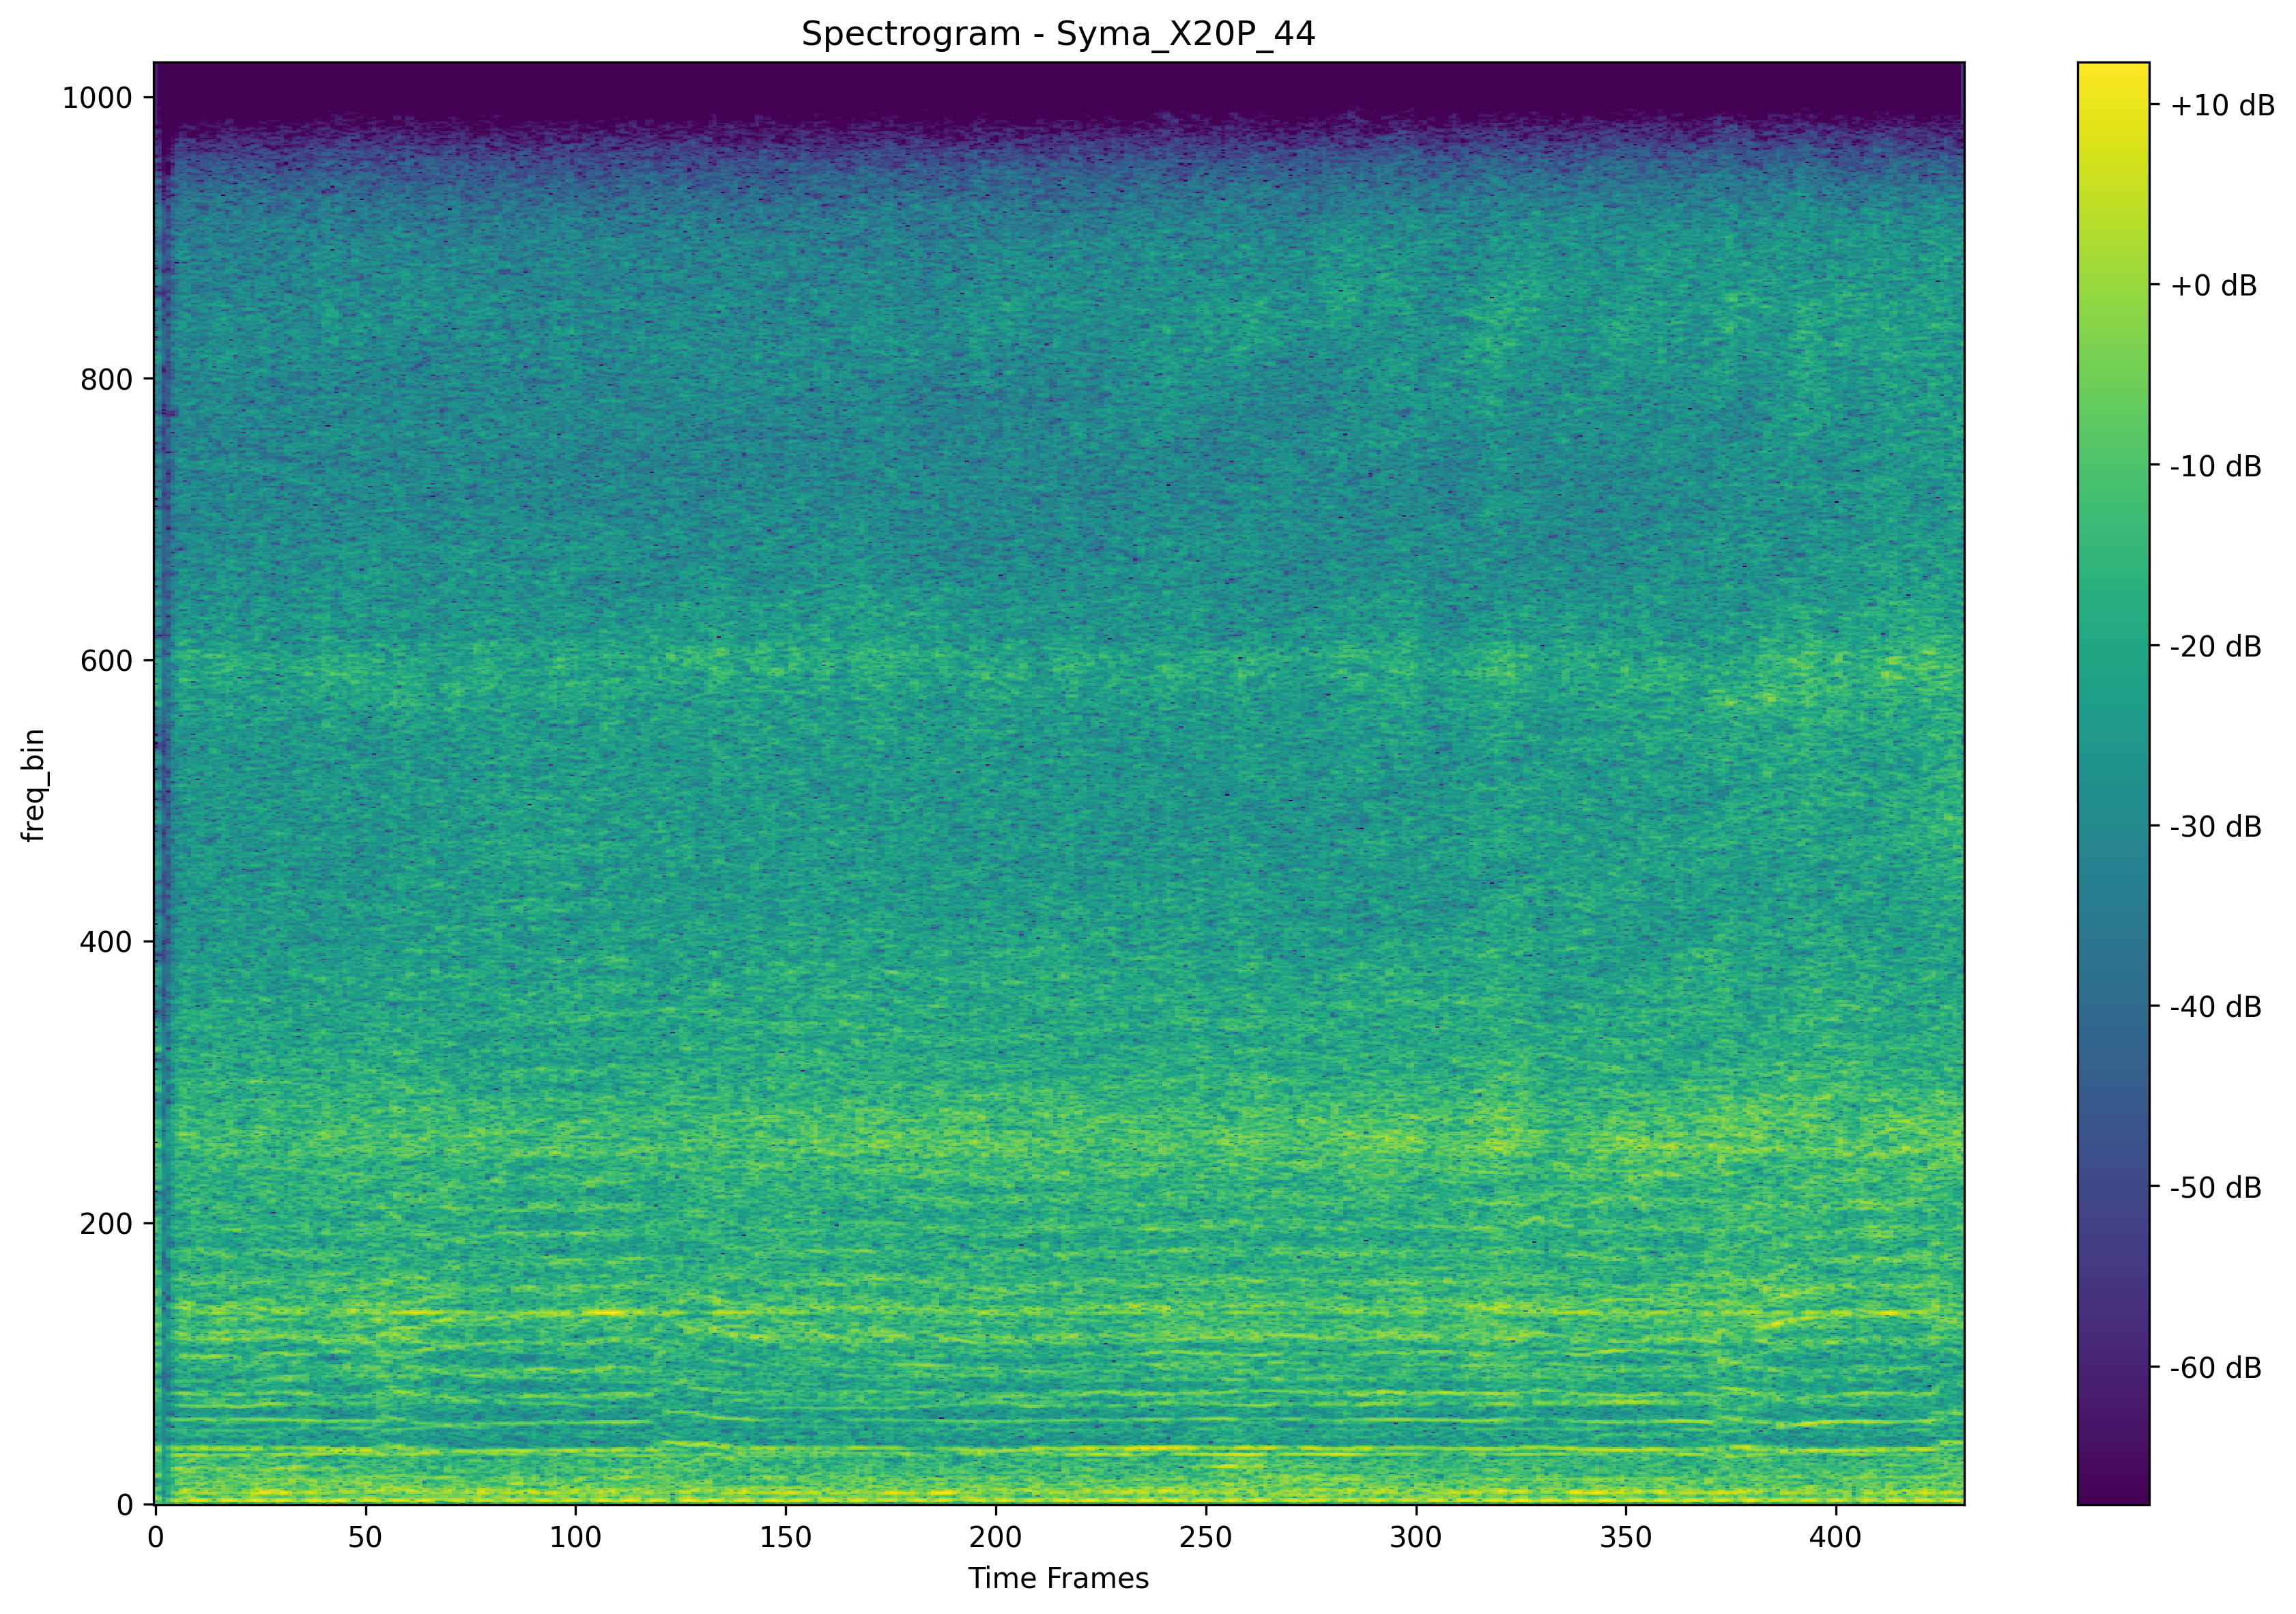 Spectrogram - Syma_X20P_44
freq_bin
1000
800
600
400
200
0
0 50 100 150 200 250 300 350 400
Time Frames
+10 dB
+0 dB
-10 dB
-20 dB
-30 dB
-40 dB
-50 dB
-60 dB